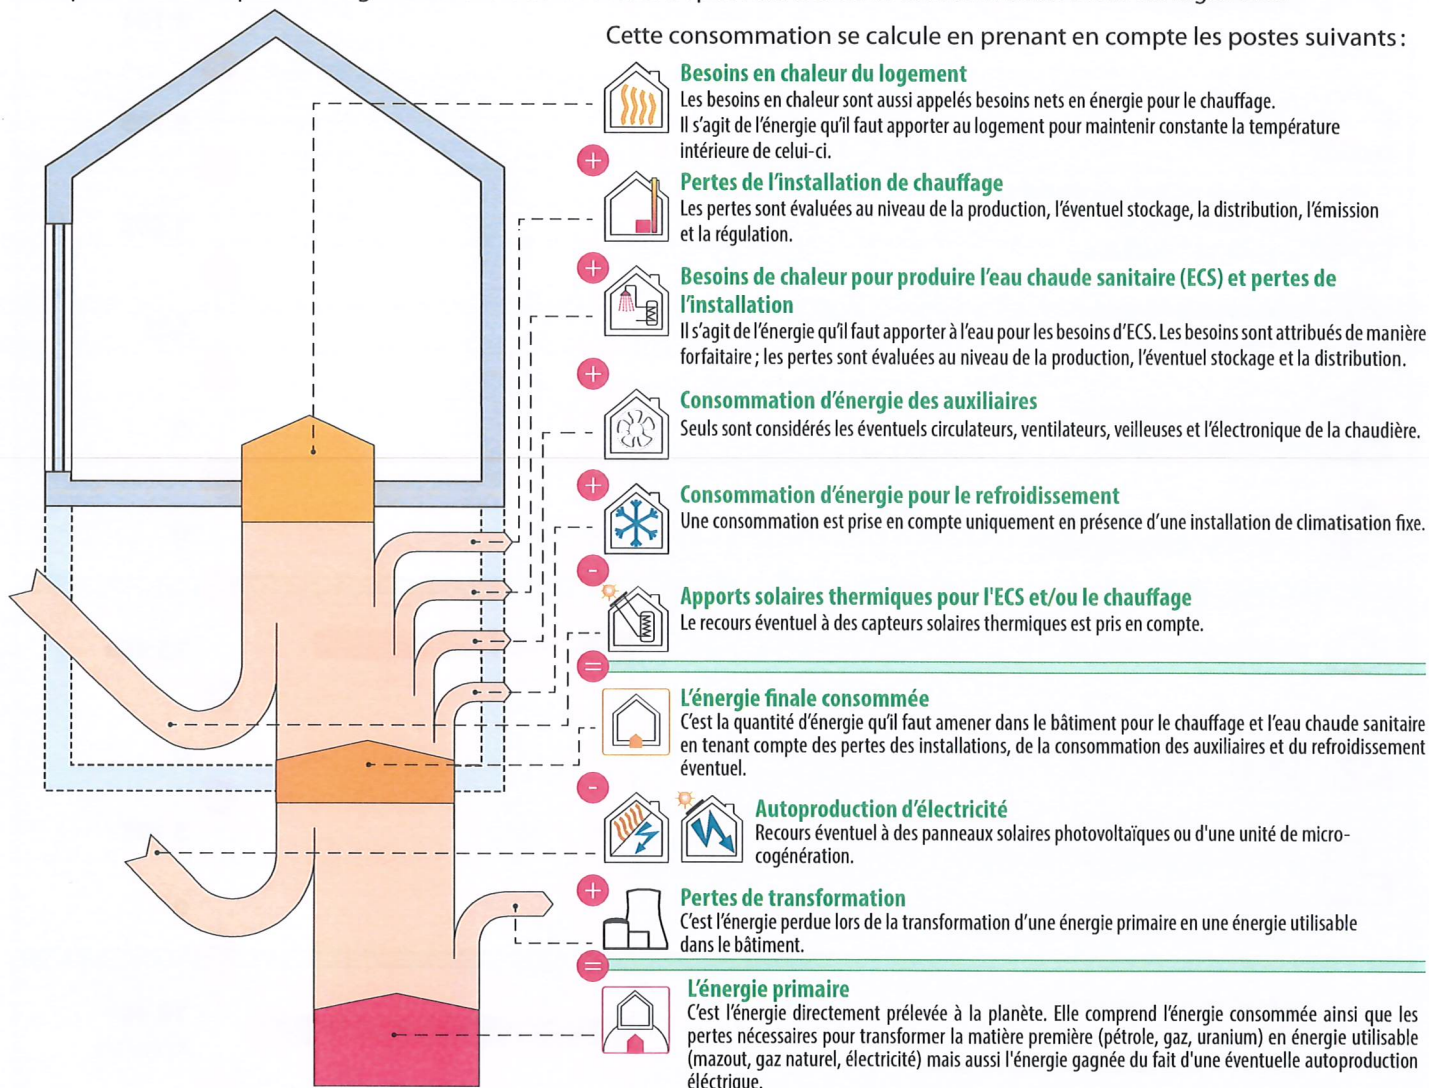 Cette consommation se calcule en prenant en compte les postes suivants :
Besoins en chaleur du logement
Les besoins en chaleur sont aussi appelés besoins nets en énergie pour le chauffage.
Il s'agit de l'énergie qu'il faut apporter au logement pour maintenir constante la température
intérieure de celui-ci.
+
Pertes de l'installation de chauffage
Les pertes sont évaluées au niveau de la production, l'éventuel stockage, la distribution, l'émission
et la régulation.
+
Besoins de chaleur pour produire l'eau chaude sanitaire (ECS) et pertes de
l'installation
Il s'agit de l'énergie qu'il faut apporter à l'eau pour les besoins d'ECS. Les besoins sont attribués de manière
forfaitaire ; les pertes sont évaluées au niveau de la production, l'éventuel stockage et la distribution.
+
Consommation d'énergie des auxiliaires
Seuls sont considérés les éventuels circulateurs, ventilateurs, veilleuses et l'électronique de la chaudière.
+
Consommation d'énergie pour le refroidissement
Une consommation est prise en compte uniquement en présence d'une installation de climatisation fixe.
-
Apports solaires thermiques pour l'ECS et/ou le chauffage
Le recours éventuel à des capteurs solaires thermiques est pris en compte.
=
L'énergie finale consommée
C'est la quantité d'énergie qu'il faut amener dans le bâtiment pour le chauffage et l'eau chaude sanitaire
en tenant compte des pertes des installations, de la consommation des auxiliaires et du refroidissement
éventuel.
-
Autoproduction d'électricité
Recours éventuel à des panneaux solaires photovoltaïques ou d'une unité de micro-
cogénération.
+
Pertes de transformation
C'est l'énergie perdue lors de la transformation d'une énergie primaire en une énergie utilisable
dans le bâtiment.
=
L'énergie primaire
C'est l'énergie directement prélevée à la planète. Elle comprend l'énergie consommée ainsi que les
pertes nécessaires pour transformer la matière première (pétrole, gaz, uranium) en énergie utilisable
(mazout, gaz naturel, électricité) mais aussi l'énergie gagnée du fait d'une éventuelle autoproduction
éléctrique.